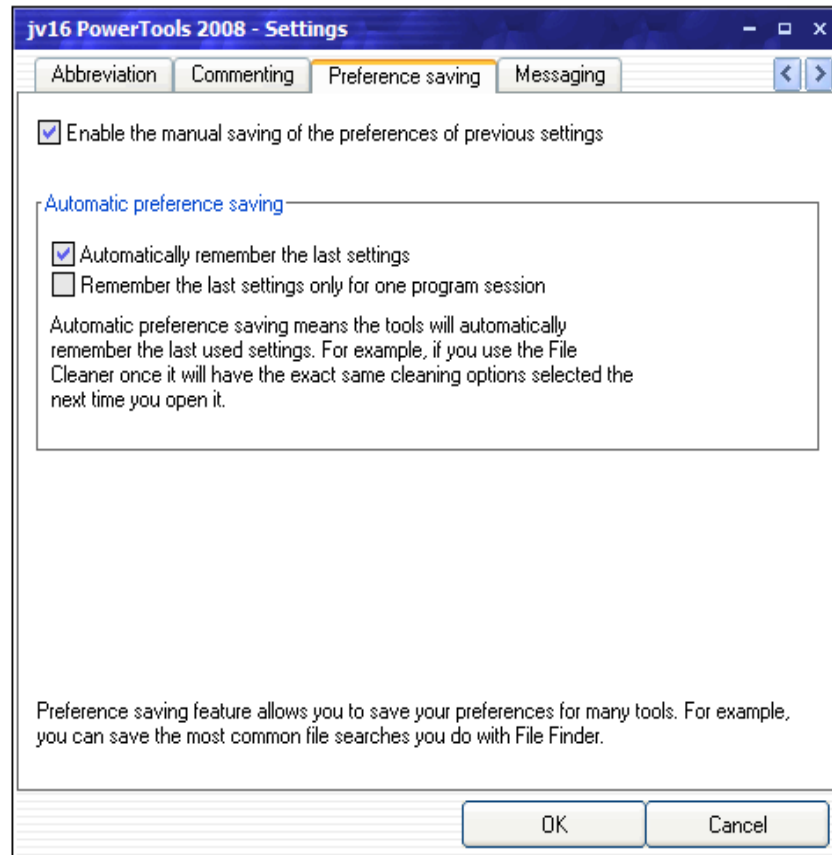 jv16 PowerTools 2008 - Settings
Abbreviation Commenting Preference saving Messaging
Enable the manual saving of the preferences of previous settings
Automatic preference saving
Automatically remember the last settings
Remember the last settings only for one program session
Automatic preference saving means the tools will automatically
remember the last used settings. For example, if you use the File
Cleaner once it will have the exact same cleaning options selected the
next time you open it.
Preference saving feature allows you to save your preferences for many tools. For example,
you can save the most common file searches you do with File Finder.
OK Cancel